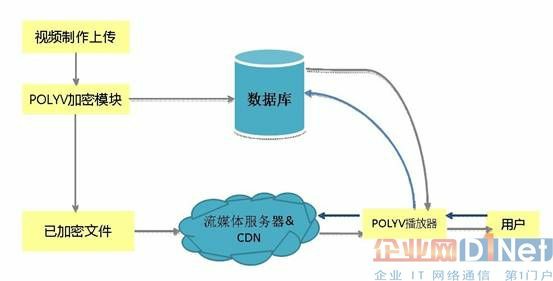 视频制作上传
POLYV加密模块
数据库
已加密文件
流媒体服务器&
CDN
POLYV播放器
用户
企业网D1Net
企业 IT 网络通信 第1门户